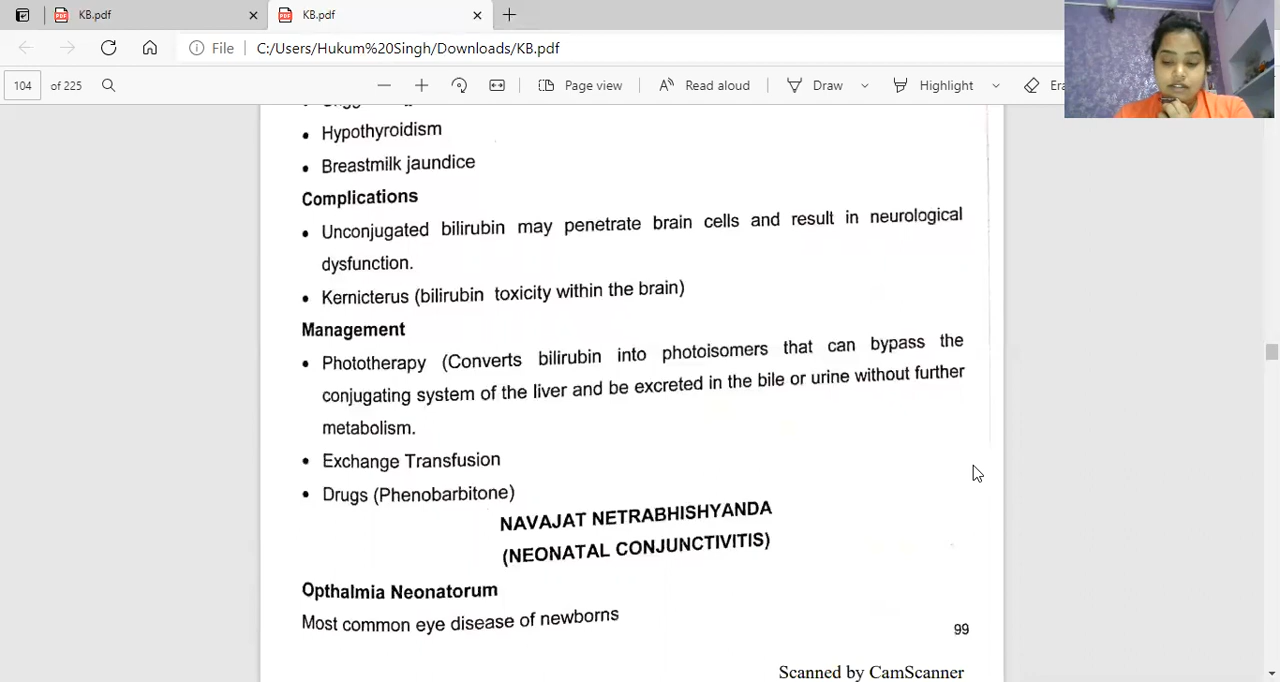 KB.pdf
KB.pdf
File C:/Users/Hukum%20Singh/Downloads/KB.pdf
104 of 225
Page view
Read aloud
Draw
Highlight
• Hypothyroidism
• Breastmilk jaundice
Complications
• Unconjugated bilirubin may penetrate brain cells and result in neurological
dysfunction.
• Kernicterus (bilirubin toxicity within the brain)
Management
• Phototherapy (Converts bilirubin into photoisomers that can bypass the
conjugating system of the liver and be excreted in the bile or urine without further
metabolism.
• Exchange Transfusion
• Drugs (Phenobarbitone)
NAVAJAT NETRABHISHYANDA
(NEONATAL CONJUNCTIVITIS)
Opthalmia Neonatorum
Most common eye disease of newborns
99
Scanned by CamScanner